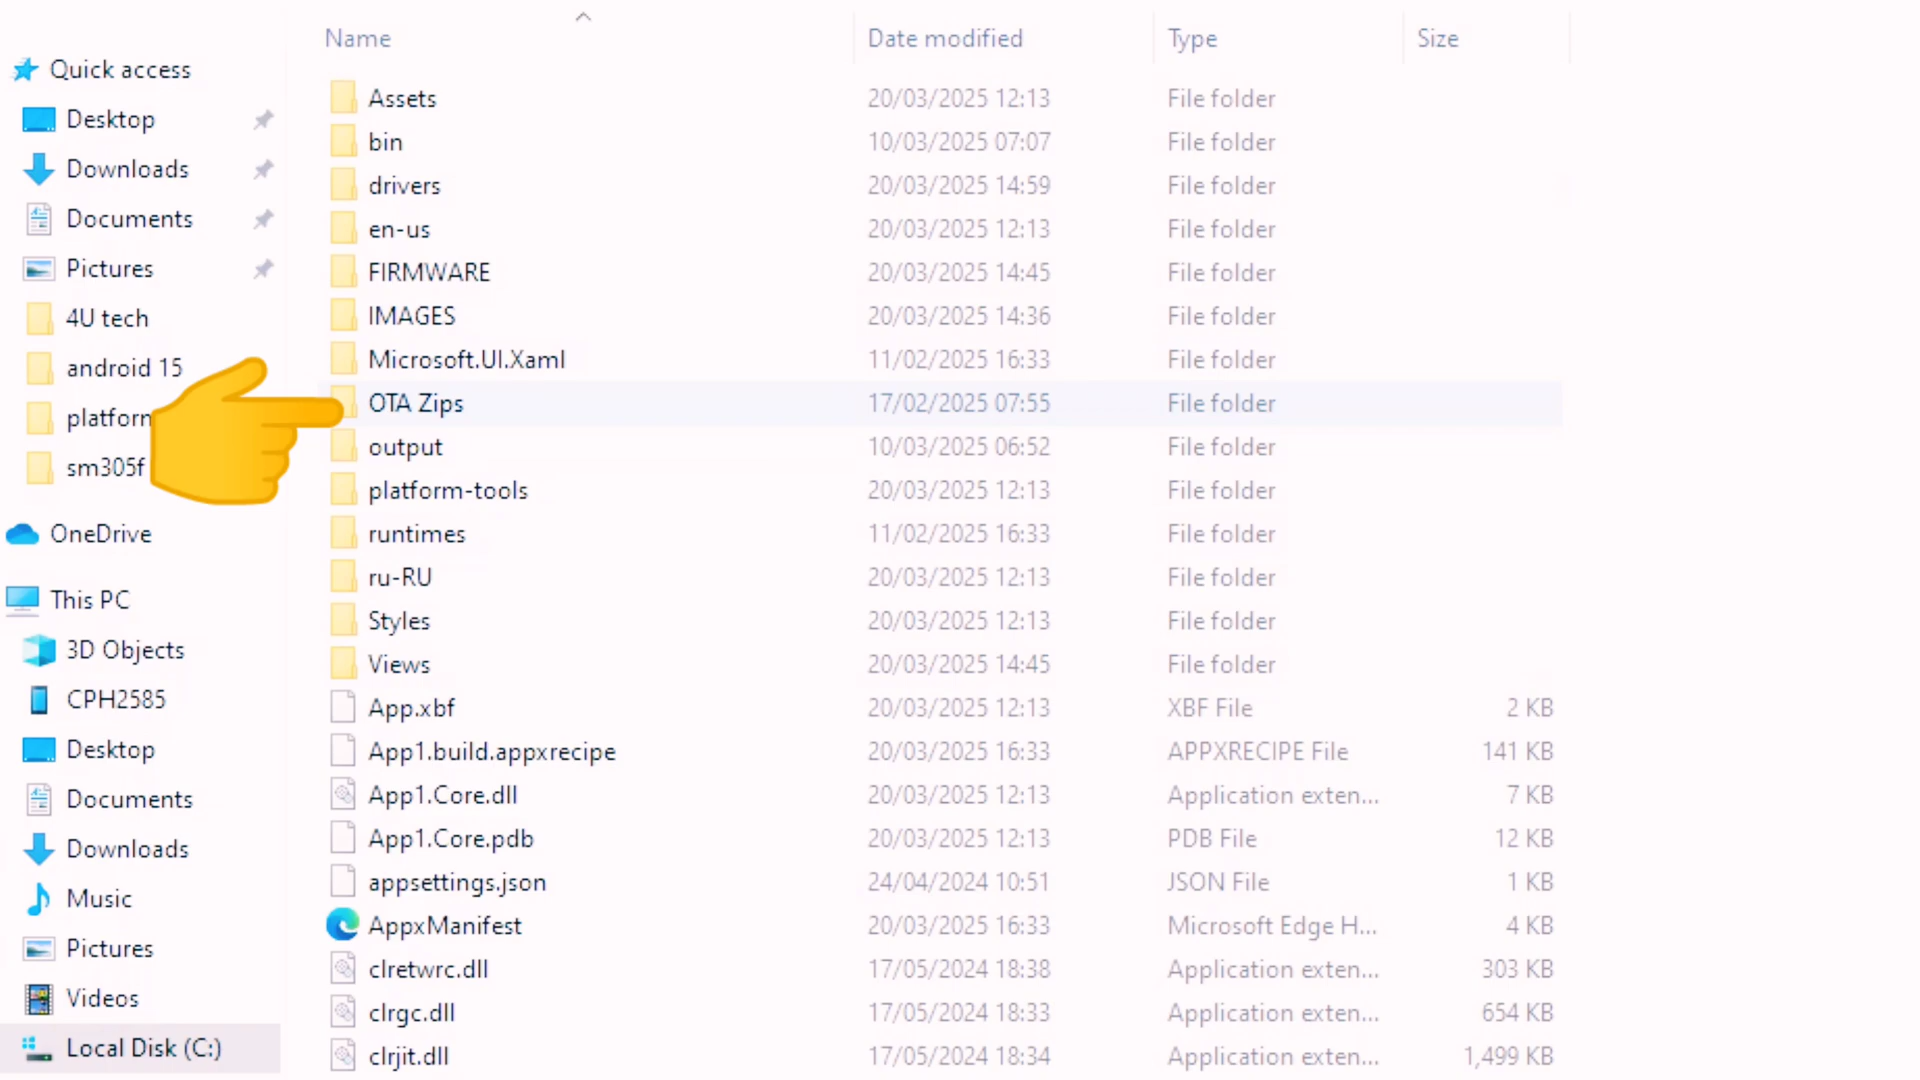 Name Date modified Type Size
Quick access
Desktop
Downloads
Documents
Pictures
4U tech
android 15
sm305f
OneDrive
This PC
3D Objects
CPH2585
Desktop
Documents
Downloads
Music
Pictures
Videos
Local Disk (C:)
Assets 20/03/2025 12:13 File folder
bin 10/03/2025 07:07 File folder
drivers 20/03/2025 14:59 File folder
en-us 20/03/2025 12:13 File folder
FIRMWARE 20/03/2025 14:45 File folder
IMAGES 20/03/2025 14:36 File folder
Microsoft.UI.Xaml 11/02/2025 16:33 File folder
OTA Zips 17/02/2025 07:55 File folder
output 10/03/2025 06:52 File folder
platform-tools 20/03/2025 12:13 File folder
runtimes 11/02/2025 16:33 File folder
ru-RU 20/03/2025 12:13 File folder
Styles 20/03/2025 12:13 File folder
Views 20/03/2025 14:45 File folder
App.xbf 20/03/2025 12:13 XBF File 2 KB
App1.build.appxrecipe 20/03/2025 16:33 APPXRECIPE File 141 KB
App1.Core.dll 20/03/2025 12:13 Application exten... 7 KB
App1.Core.pdb 20/03/2025 12:13 PDB File 12 KB
appsettings.json 24/04/2024 10:51 JSON File 1 KB
AppxManifest 20/03/2025 16:33 Microsoft Edge H... 4 KB
clretwrc.dll 17/05/2024 18:38 Application exten... 303 KB
clrgc.dll 17/05/2024 18:33 Application exten... 654 KB
clrjit.dll 17/05/2024 18:34 Application exten... 1,499 KB